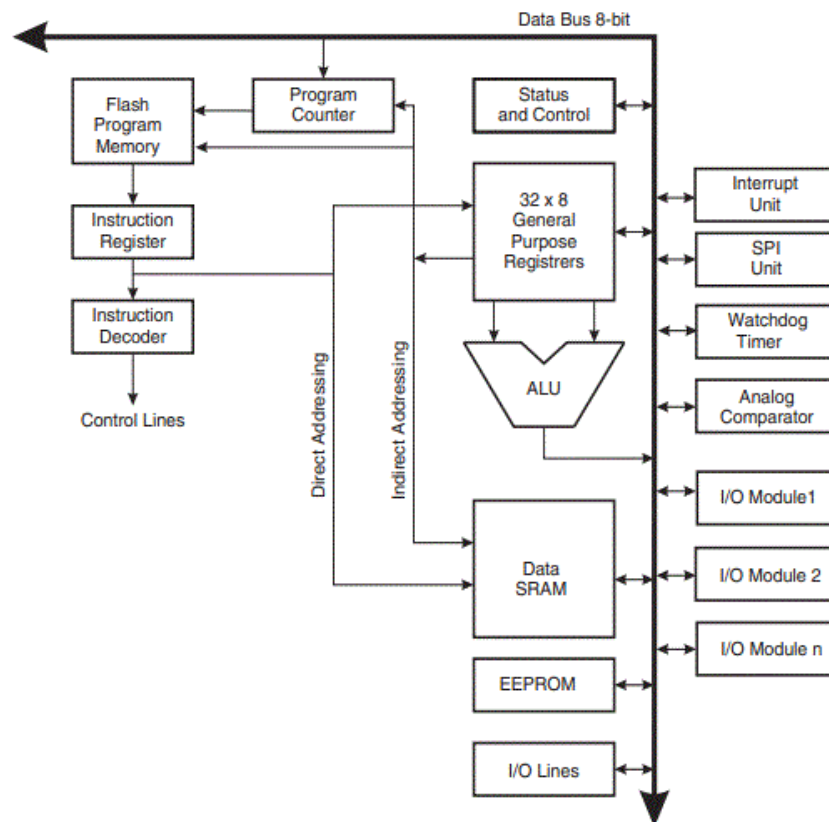 Data Bus 8-bit
Flash
Program
Memory
Program
Counter
Status
and Control
32 x 8
General
Purpose
Registrers
Interrupt
Unit
Instruction
Register
SPI
Unit
Instruction
Decoder
Watchdog
Timer
ALU
Analog
Comparator
Control Lines
Direct Addressing
Indirect Addressing
I/O Module1
Data
SRAM
I/O Module 2
I/O Module n
EEPROM
I/O Lines